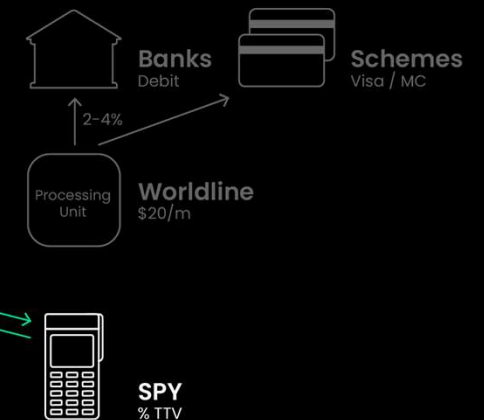 Banks
Debit
Schemes
Visa / MC
2-4%
Processing
Unit
Worldline
$20/m
SPY
% TTV